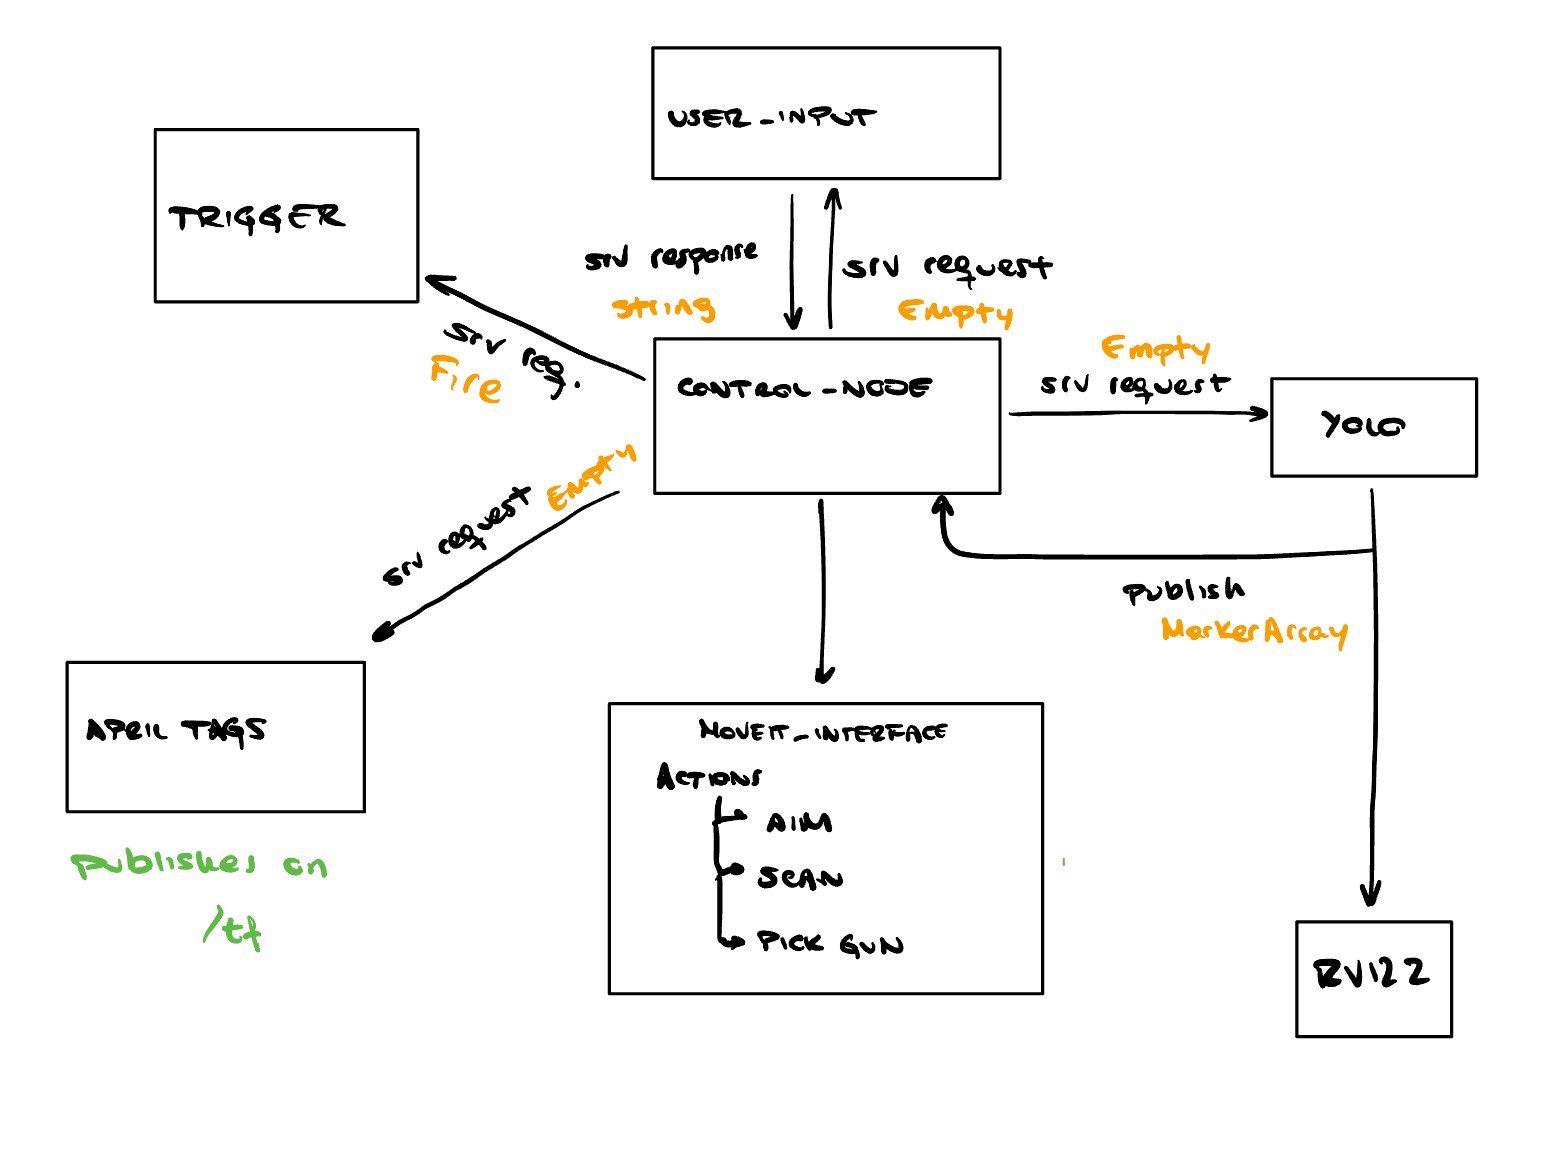 USER_INPUT
TRIGGER
srv response
string
srv request
Empty
srv req.
Fire
CONTROL_NODE
Empty
srv request
YOLO
srv request Empty
publish
MarkerArray
APRIL TAGS
publishes on
/tf
MOVEIT_INTERFACE
ACTIONS
AIM
SCAN
PICK GUN
RVIZ2